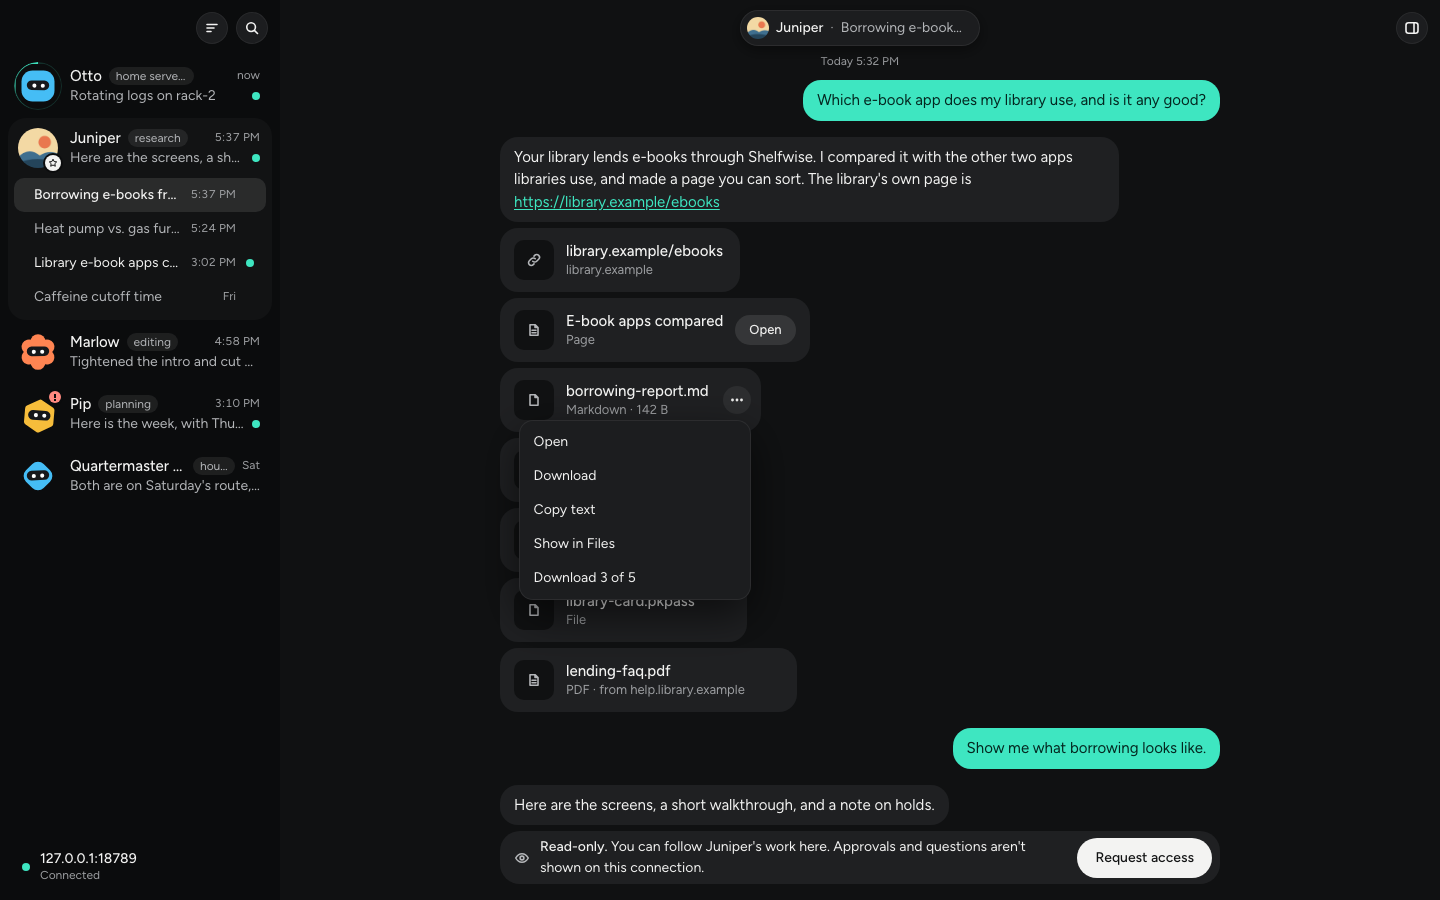 Otto home serve... now
Rotating logs on rack-2
Juniper research 5:37 PM
Here are the screens, a sh...
Borrowing e-books fr... 5:37 PM
Heat pump vs. gas fur... 5:24 PM
Library e-book apps c... 3:02 PM
Caffeine cutoff time Fri
Marlow editing 4:58 PM
Tightened the intro and cut ...
Pip planning 3:10 PM
Here is the week, with Thu...
Quartermaster ... hou... Sat
Both are on Saturday's route,...
127.0.0.1:18789
Connected
Juniper · Borrowing e-book...
Today 5:32 PM
Which e-book app does my library use, and is it any good?
Your library lends e-books through Shelfwise. I compared it with the other two apps
libraries use, and made a page you can sort. The library's own page is
https://library.example/ebooks
library.example/ebooks
library.example
E-book apps compared
Page
Open
borrowing-report.md
Markdown · 142 B
Open
Download
Copy text
Show in Files
Download 3 of 5
library-card.pkpass
File
lending-faq.pdf
PDF · from help.library.example
Show me what borrowing looks like.
Here are the screens, a short walkthrough, and a note on holds.
Read-only. You can follow Juniper's work here. Approvals and questions aren't
shown on this connection.
Request access